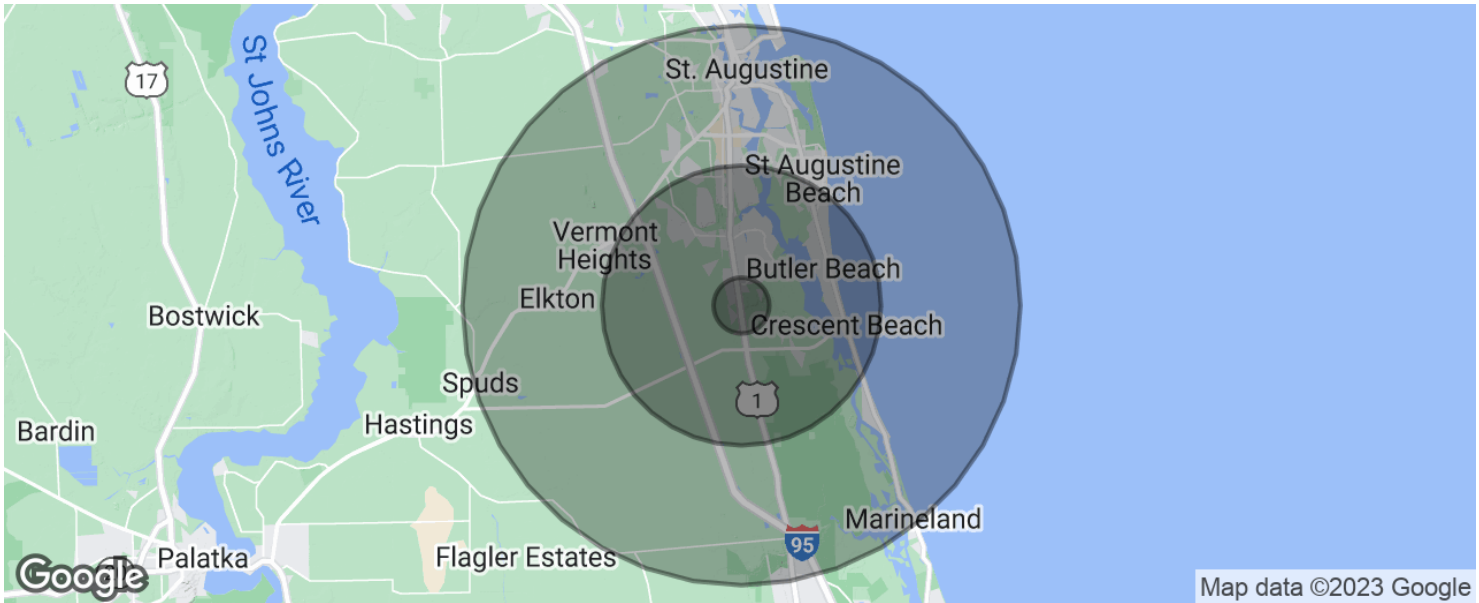 17
St Johns River
St. Augustine
St Augustine
Beach
Vermont
Heights
Butler Beach
Elkton
Bostwick
Crescent Beach
Spuds
1
Hastings
Bardin
Marineland
95
Palatka
Flagler Estates
Google
Map data ©2023 Google